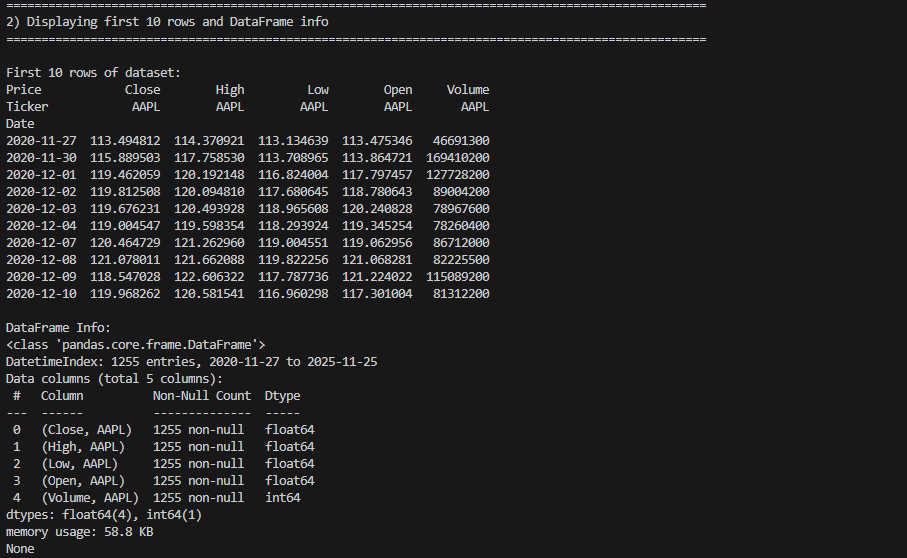 ====================================================================================================
2) Displaying first 10 rows and DataFrame info
====================================================================================================
First 10 rows of dataset:
Price Close High Low Open Volume
Ticker AAPL AAPL AAPL AAPL AAPL
Date
2020-11-27 113.494812 114.370921 113.134639 113.475346 46691300
2020-11-30 115.889503 117.758530 113.708965 113.864721 169410200
2020-12-01 119.462059 120.192148 116.824004 117.797457 127728200
2020-12-02 119.812508 120.094810 117.680645 118.780643 89004200
2020-12-03 119.676231 120.493928 118.965608 120.240828 78967600
2020-12-04 119.004547 119.598354 118.293924 119.345254 78260400
2020-12-07 120.464729 121.262960 119.004551 119.062956 86712000
2020-12-08 121.078011 121.662088 119.822256 121.068281 82225500
2020-12-09 118.547028 122.606322 117.787736 121.224022 115089200
2020-12-10 119.968262 120.581541 116.960298 117.301004 81312200
DataFrame Info:
<class 'pandas.core.frame.DataFrame'>
DatetimeIndex: 1255 entries, 2020-11-27 to 2025-11-25
Data columns (total 5 columns):
# Column Non-Null Count Dtype
--- ------ -------------- -----
0 (Close, AAPL) 1255 non-null float64
1 (High, AAPL) 1255 non-null float64
2 (Low, AAPL) 1255 non-null float64
3 (Open, AAPL) 1255 non-null float64
4 (Volume, AAPL) 1255 non-null int64
dtypes: float64(4), int64(1)
memory usage: 58.8 KB
None